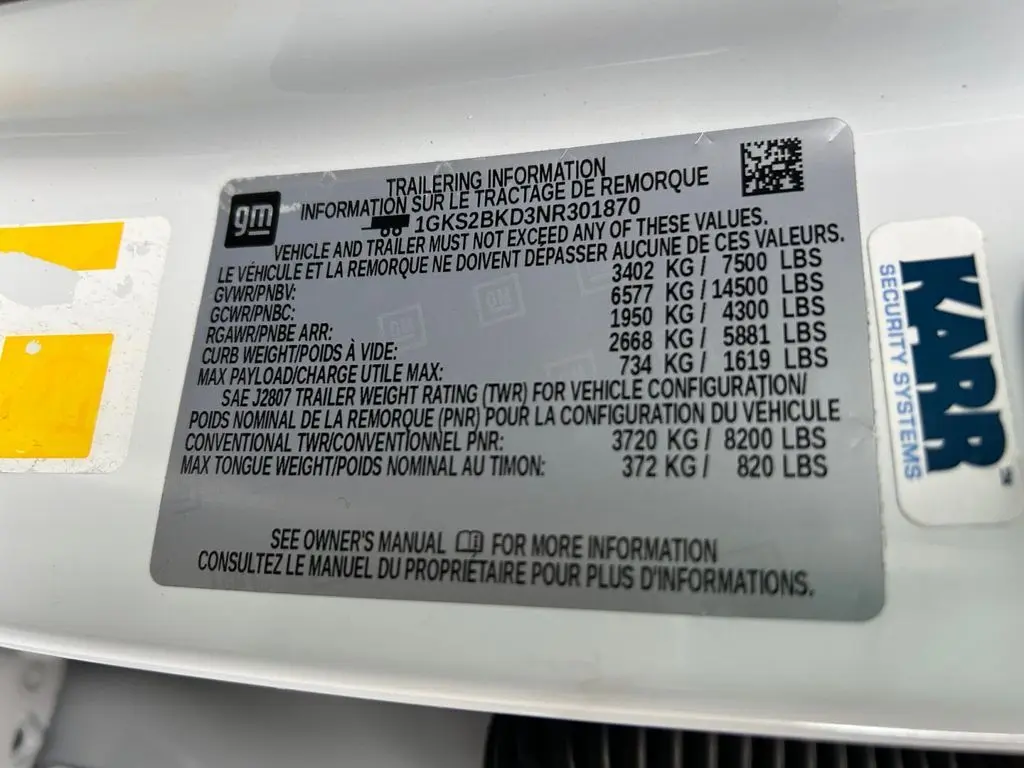 gm
TRAILERING INFORMATION
INFORMATION SUR LE TRACTAGE DE REMORQUE
1GKS2BKD3NR301870
VEHICLE AND TRAILER MUST NOT EXCEED ANY OF THESE VALUES.
LE VÉHICULE ET LA REMORQUE NE DOIVENT DÉPASSER AUCUNE DE CES VALEURS.
GVWR/PNBV: 3402 KG / 7500 LBS
GCWR/PNBC: 6577 KG / 14500 LBS
RGAWR/PNBE ARR: 1950 KG / 4300 LBS
CURB WEIGHT/POIDS À VIDE: 2668 KG / 5881 LBS
MAX PAYLOAD/CHARGE UTILE MAX: 734 KG / 1619 LBS
SAE J2807 TRAILER WEIGHT RATING (TWR) FOR VEHICLE CONFIGURATION/
POIDS NOMINAL DE LA REMORQUE (PNR) POUR LA CONFIGURATION DU VÉHICULE
CONVENTIONAL TWR/CONVENTIONNEL PNR: 3720 KG / 8200 LBS
MAX TONGUE WEIGHT/POIDS NOMINAL AU TIMON: 372 KG / 820 LBS
SEE OWNER'S MANUAL FOR MORE INFORMATION
CONSULTEZ LE MANUEL DU PROPRIÉTAIRE POUR PLUS D'INFORMATIONS.
KARR
SECURITY SYSTEMS